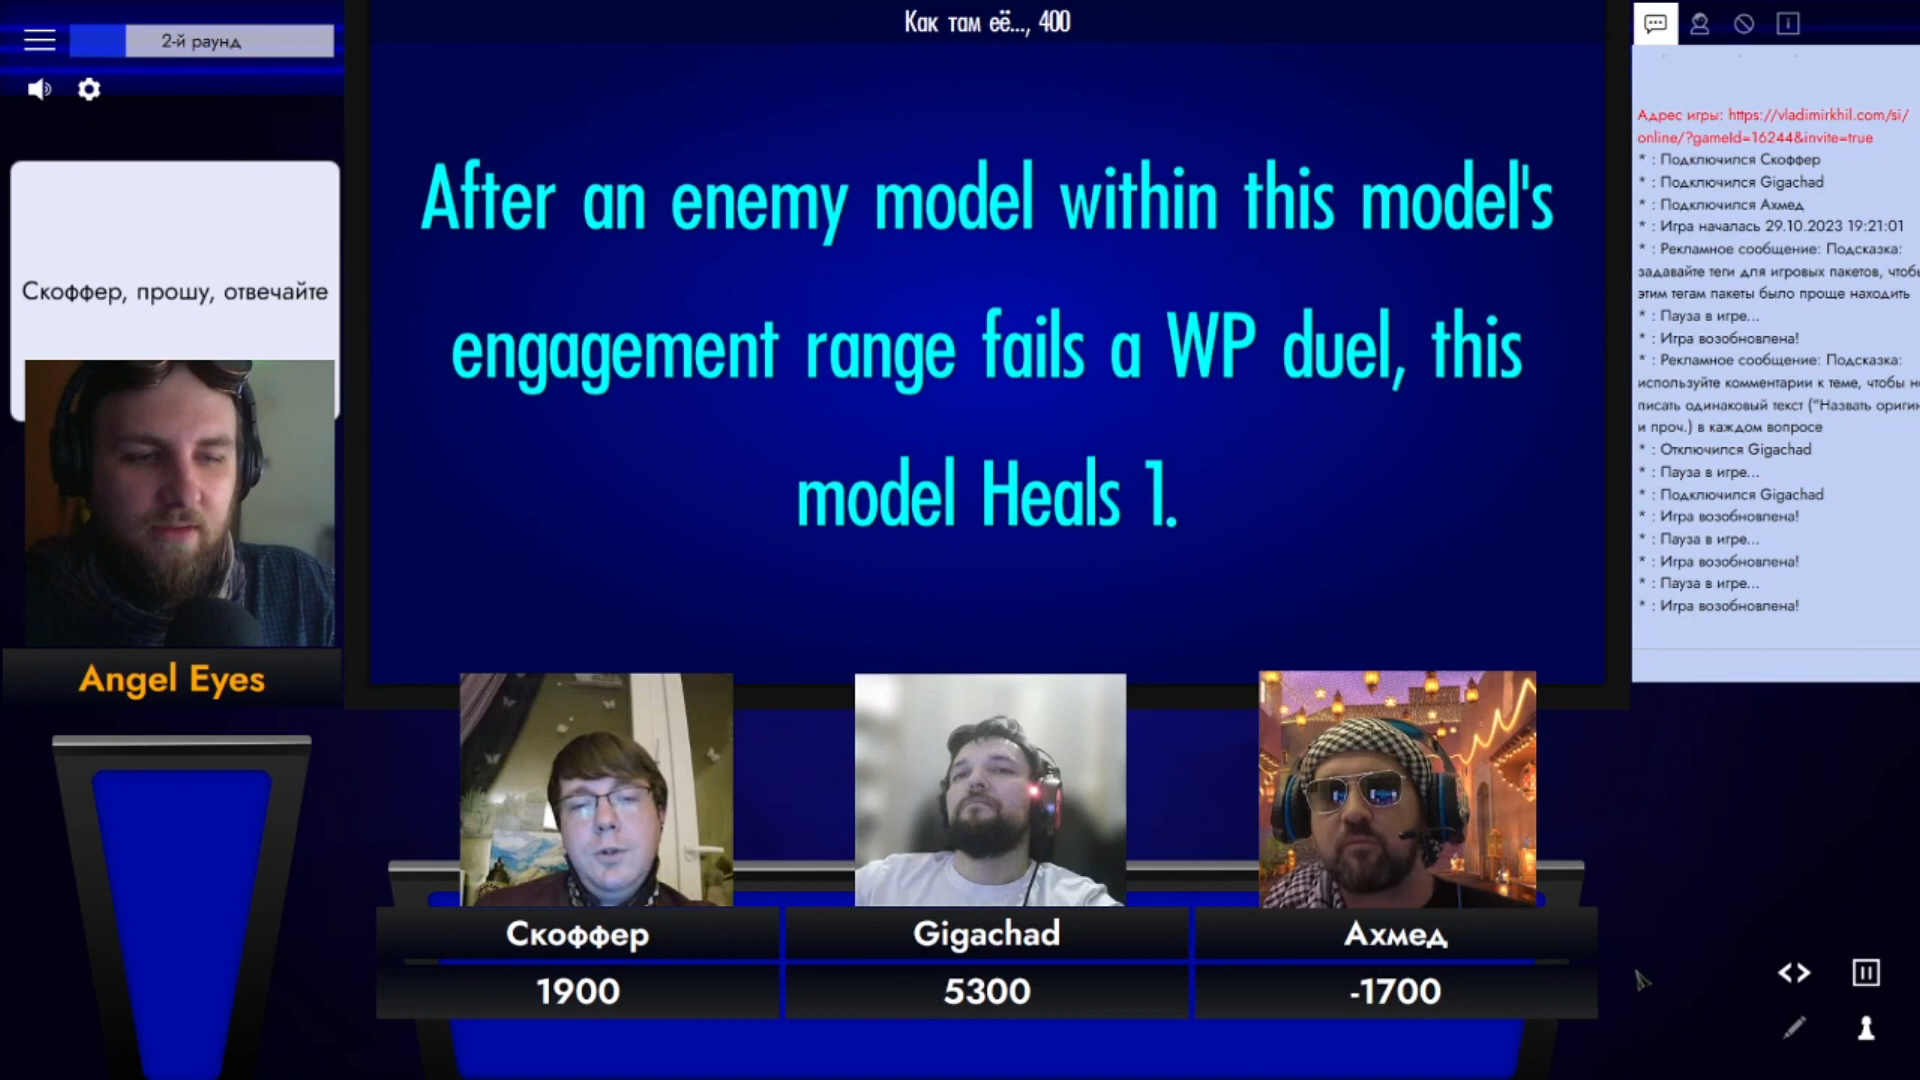 2-й раунд
Скоффер, прошу, отвечайте
Angel Eyes
Как там её..., 400
After an enemy model within this model's
engagement range fails a WP duel, this
model Heals 1.
Скоффер
1900
Gigachad
5300
Ахмед
-1700
Адрес игры: https://vladimirkhil.com/si/
online/?gameId=16244&invite=true
* : Подключился Скоффер
* : Подключился Gigachad
* : Подключился Ахмед
* : Игра началась 29.10.2023 19:21:01
* : Рекламное сообщение: Подсказка:
задавайте теги для игровых пакетов, чтобы
этим тегам пакеты было проще находить
* : Пауза в игре...
* : Игра возобновлена!
* : Рекламное сообщение: Подсказка:
используйте комментарии к теме, чтобы не
писать одинаковый текст ("Назвать оригин
и проч.) в каждом вопросе
* : Отключился Gigachad
* : Пауза в игре...
* : Подключился Gigachad
* : Игра возобновлена!
* : Пауза в игре...
* : Игра возобновлена!
* : Пауза в игре...
* : Игра возобновлена!